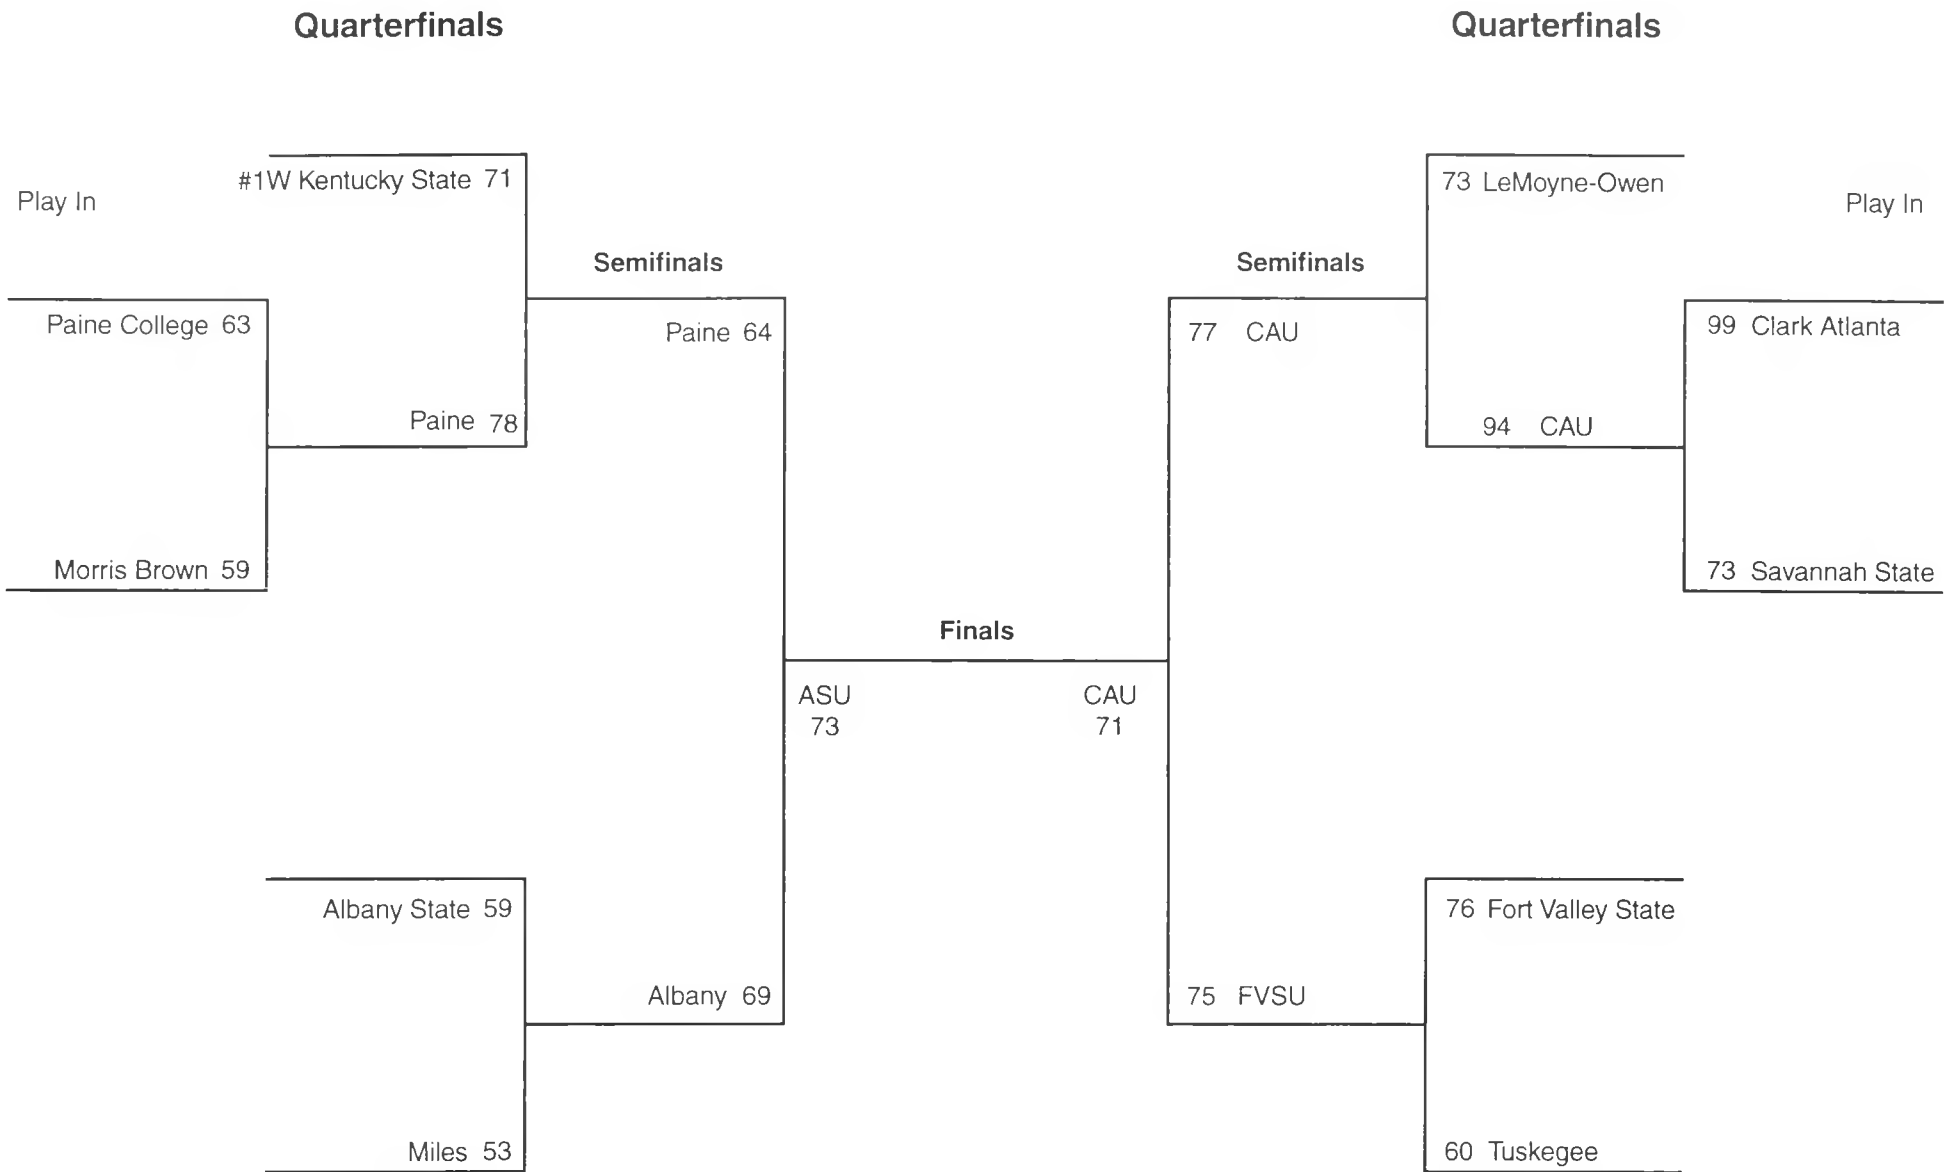 Quarterfinals
Quarterfinals
#1W Kentucky State 71
73 LeMoyne-Owen
Play In
Play In
Semifinals
Semifinals
Paine College 63
Paine 64
77 CAU
99 Clark Atlanta
Paine 78
94 CAU
Morris Brown 59
73 Savannah State
Finals
ASU
73
CAU
71
Albany State 59
76 Fort Valley State
Albany 69
75 FVSU
Miles 53
60 Tuskegee